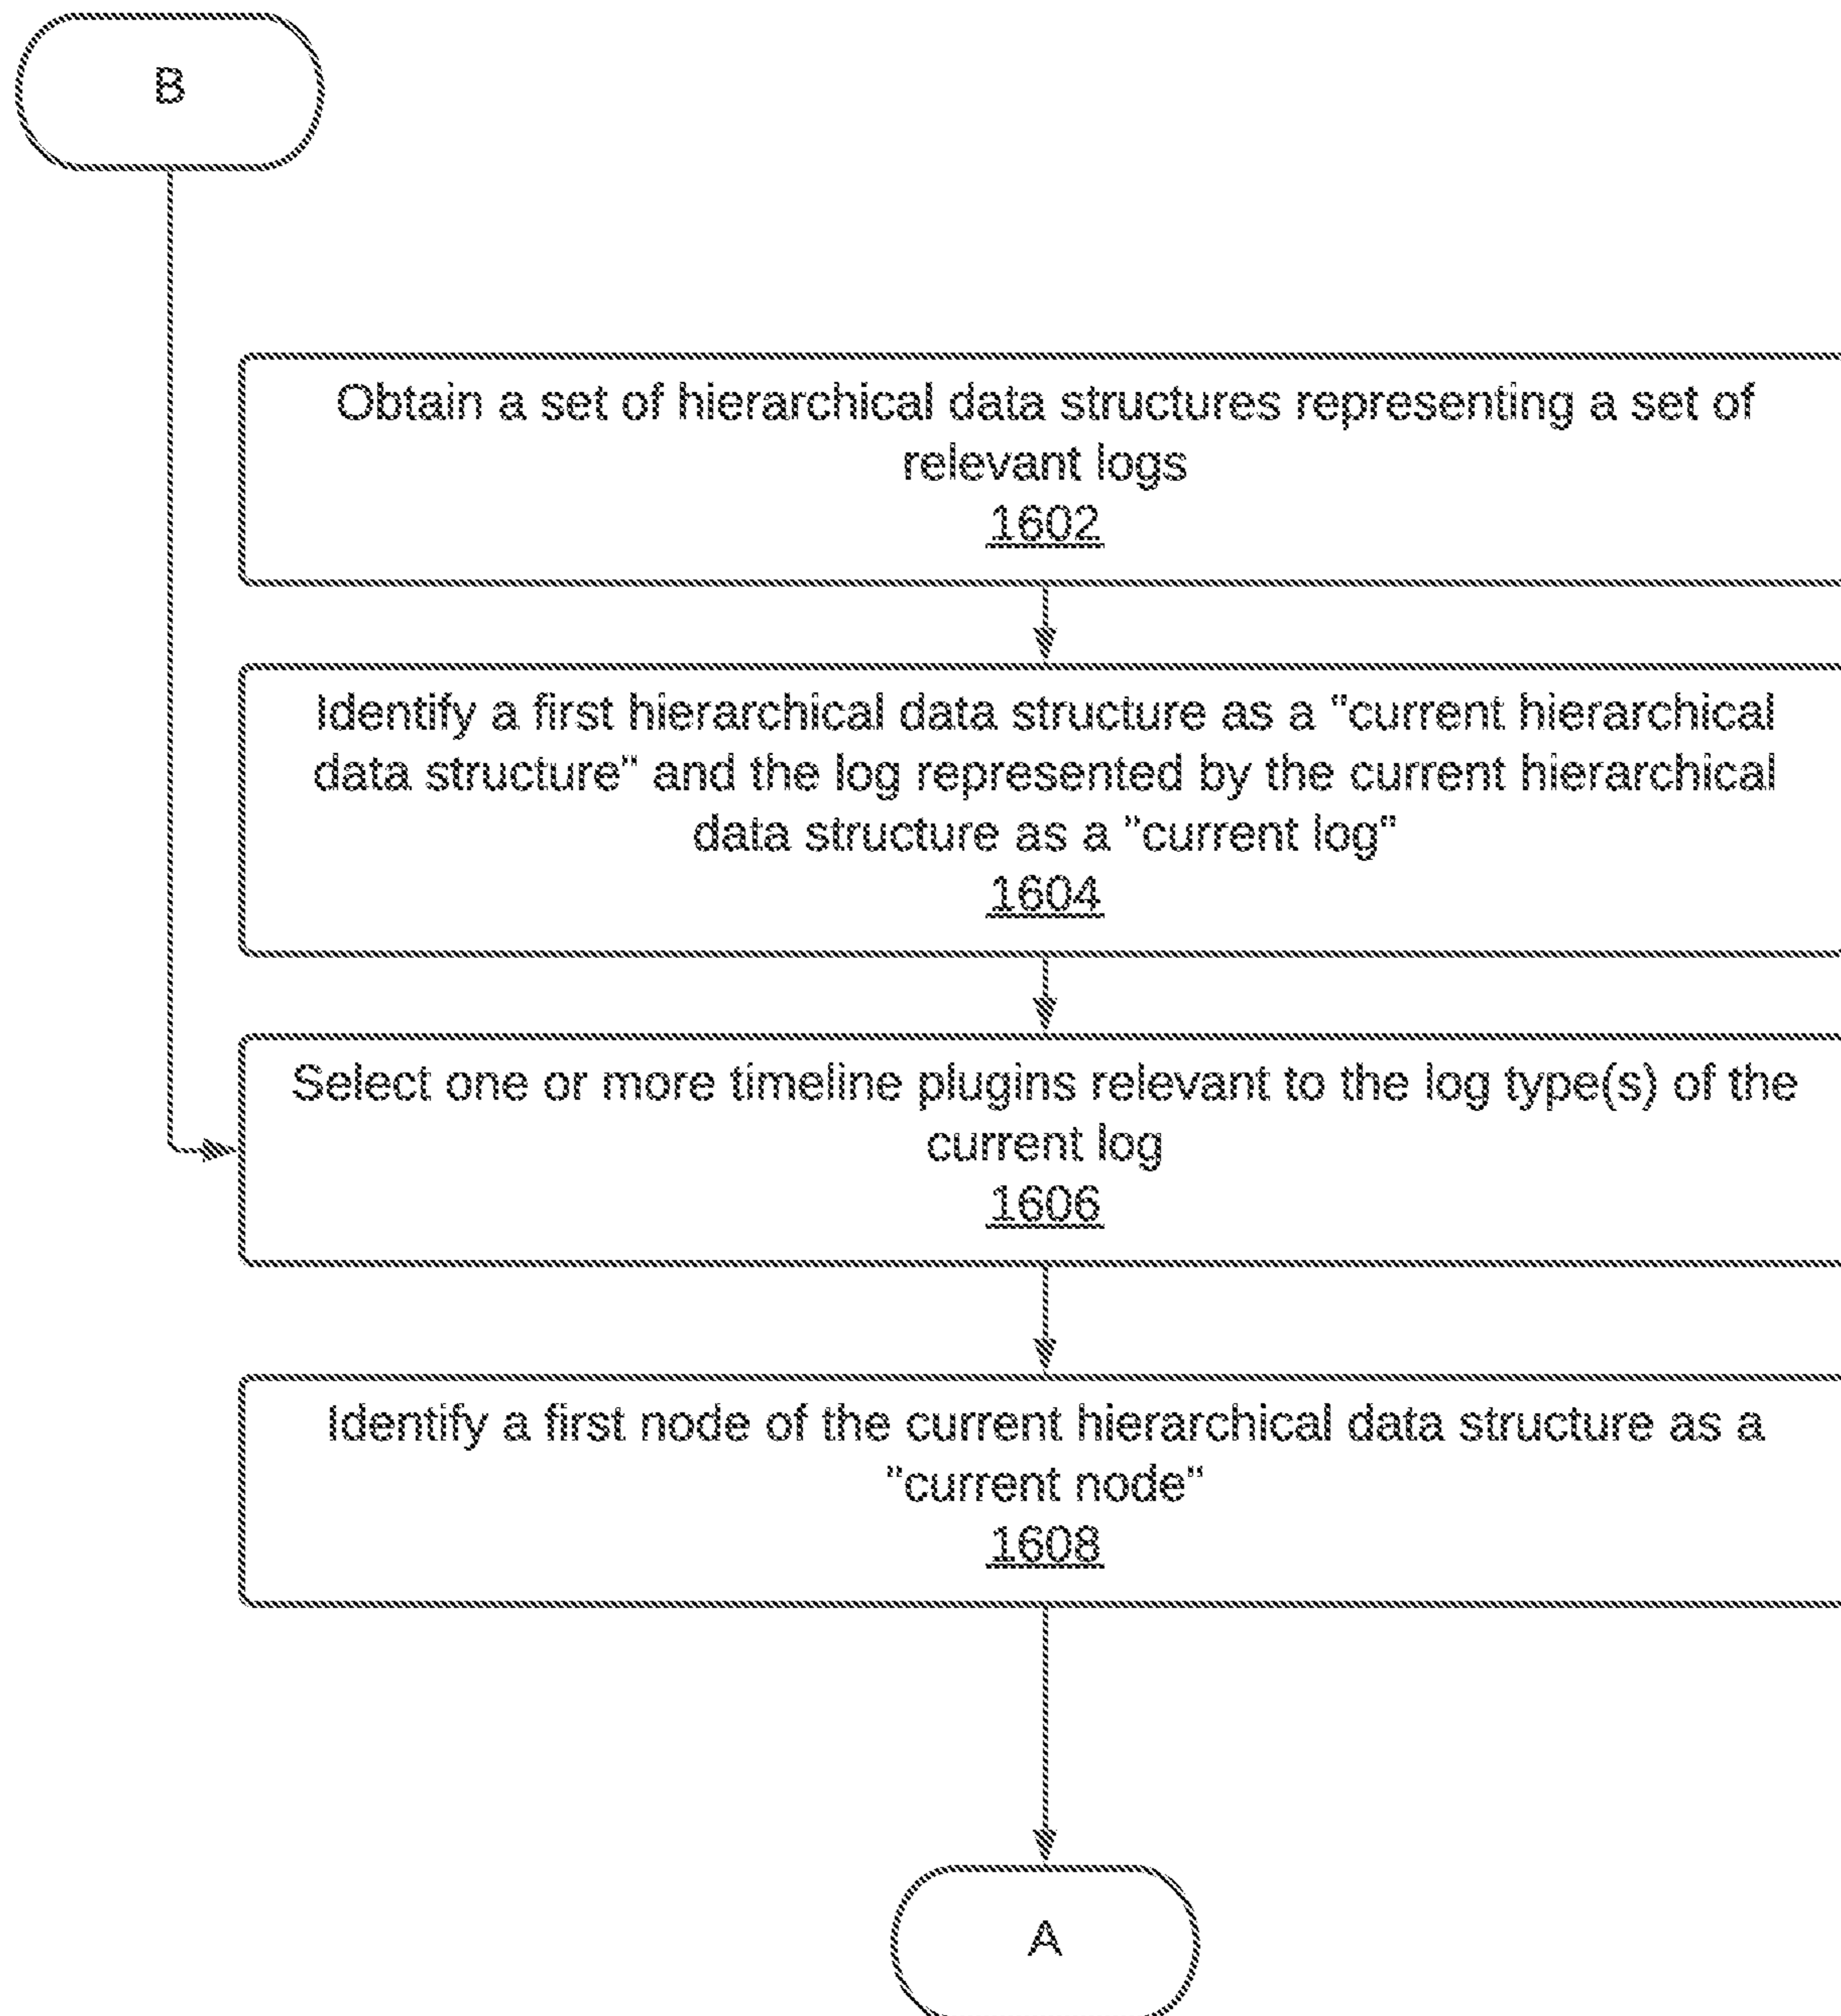 B
Obtain a set of hierarchical data structures representing a set of
relevant logs
1602
Identify a first hierarchical data structure as a "current hierarchical
data structure" and the log represented by the current hierarchical
data structure as a "current log"
1604
Select one or more timeline plugins relevant to the log type(s) of the
current log
1606
Identify a first node of the current hierarchical data structure as a
"current node"
1608
A